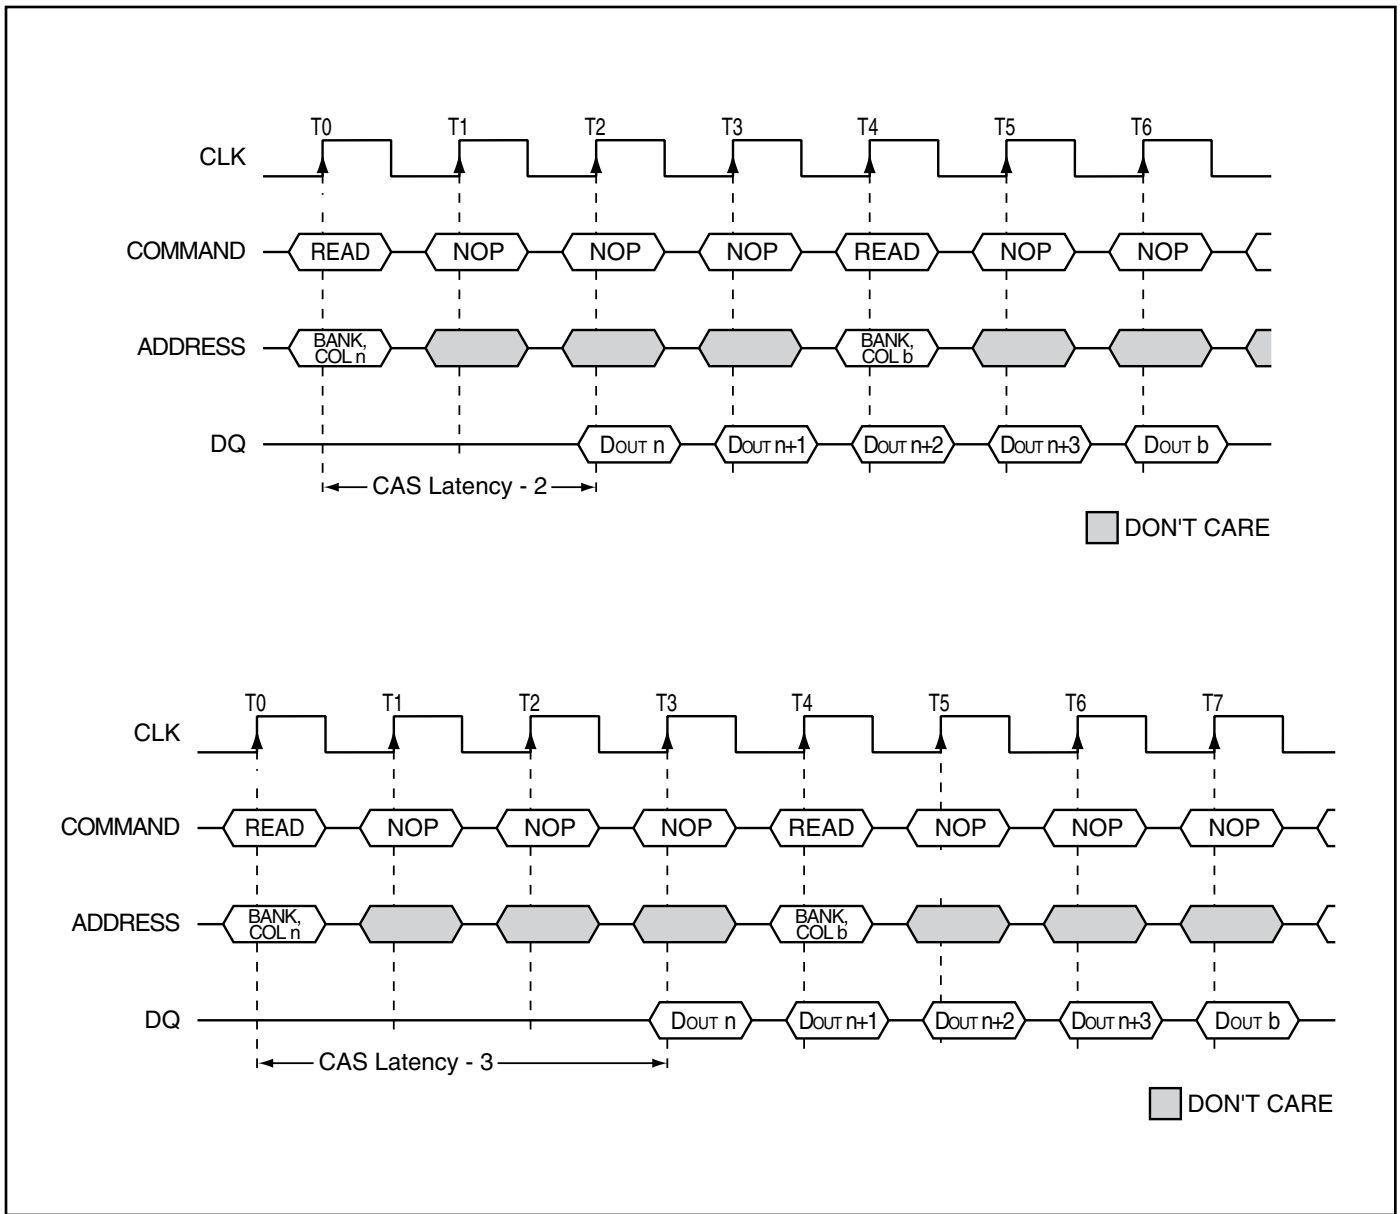 T0 T1 T2 T3 T4 T5 T6
CLK
COMMAND READ NOP NOP NOP READ NOP NOP
ADDRESS BANK, COL n BANK, COL b
DQ DOUT n DOUT n+1 DOUT n+2 DOUT n+3 DOUT b
CAS Latency - 2
DON'T CARE
T0 T1 T2 T3 T4 T5 T6 T7
CLK
COMMAND READ NOP NOP NOP READ NOP NOP NOP
ADDRESS BANK, COL n BANK, COL b
DQ DOUT n DOUT n+1 DOUT n+2 DOUT n+3 DOUT b
CAS Latency - 3
DON'T CARE